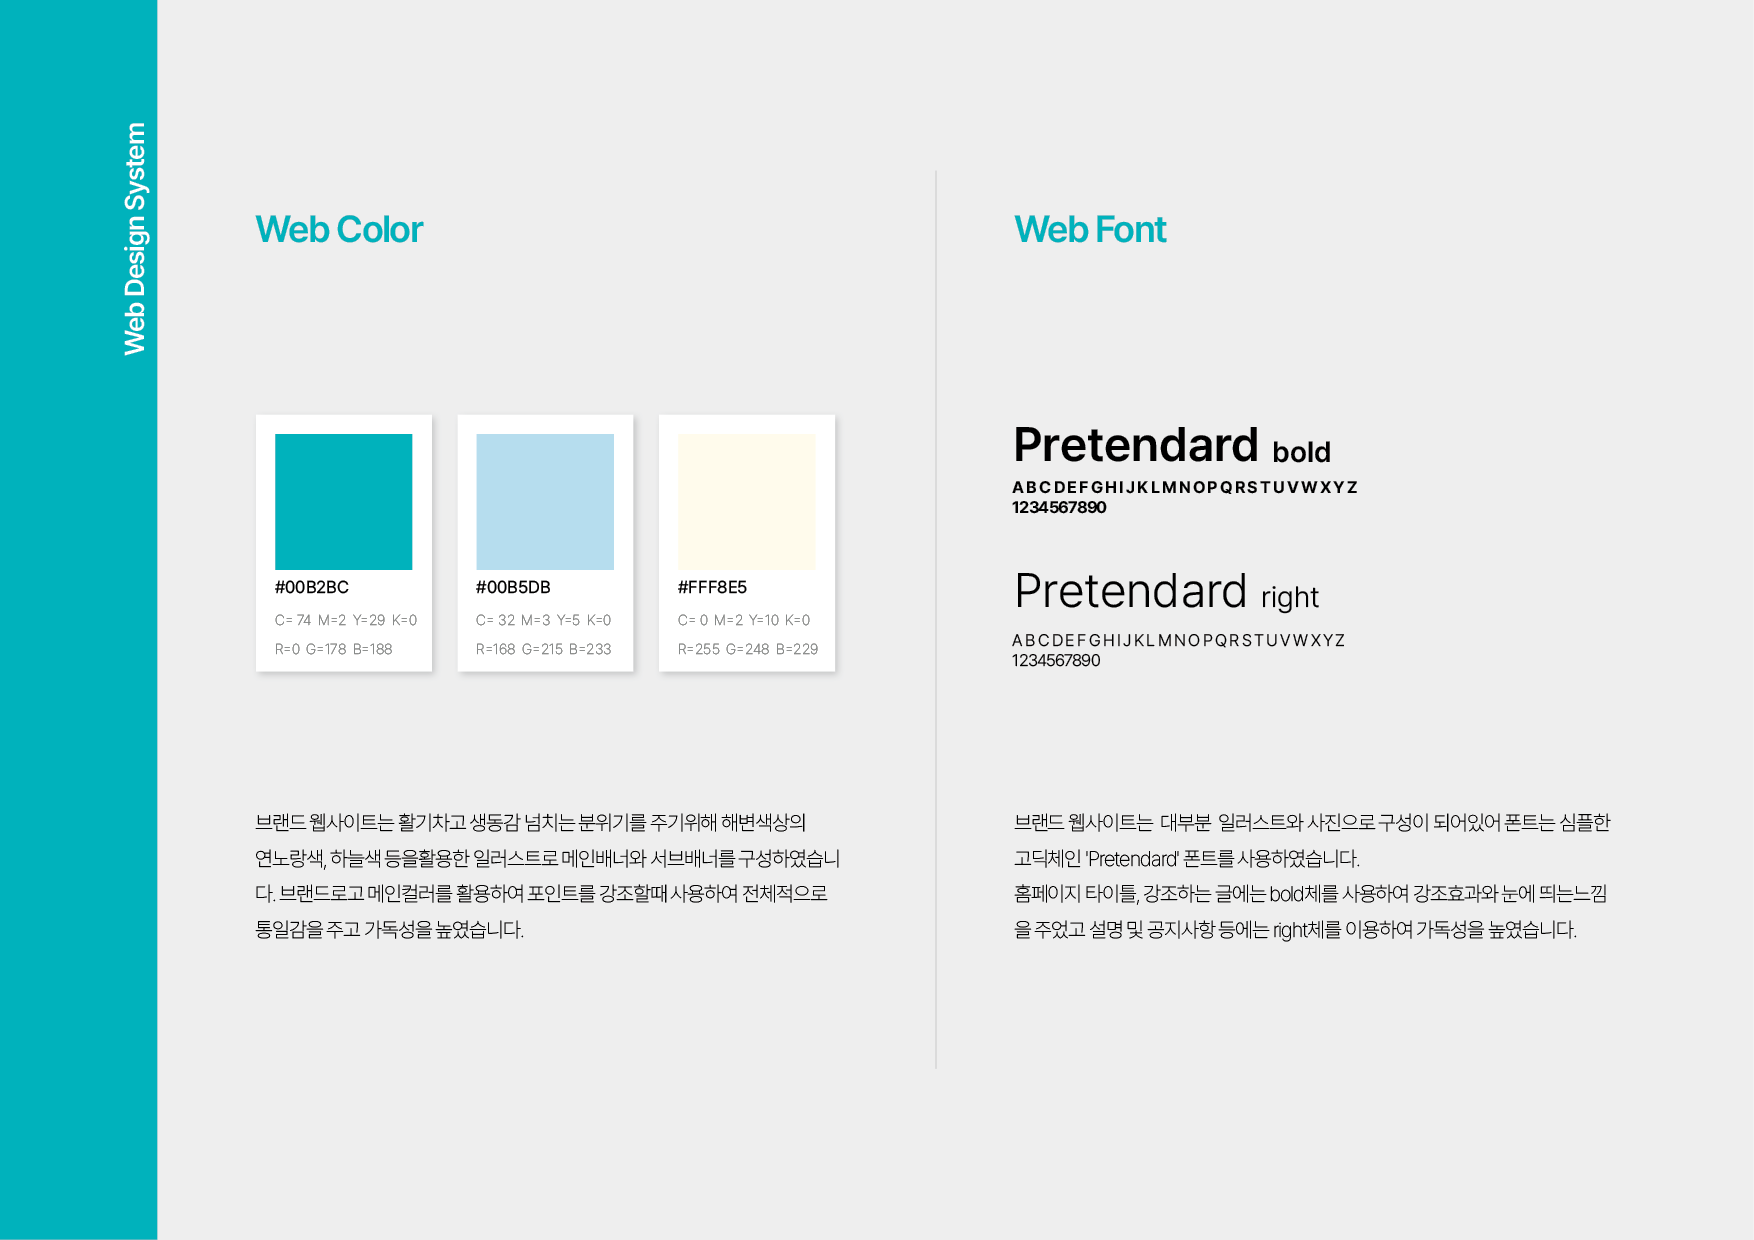 Web Design System
Web Color
#00B2BC
C= 74 M=2 Y=29 K=0
R=0 G=178 B=188
#00B5DB
C= 32 M=3 Y=5 K=0
R=168 G=215 B=233
#FFF8E5
C= 0 M=2 Y=10 K=0
R=255 G=248 B=229
브랜드 웹사이트는 활기차고 생동감 넘치는 분위기를 주기위해 해변색상의
연노랑색, 하늘색 등을활용한 일러스트로 메인배너와 서브배너를 구성하였습니
다. 브랜드로고 메인컬러를 활용하여 포인트를 강조할때 사용하여 전체적으로
통일감을 주고 가독성을 높였습니다.
Web Font
Pretendard bold
ABCDEFGHIJKLMNOPQRSTUVWXYZ
1234567890
Pretendard right
ABCDEFGHIJKLMNOPQRSTUVWXYZ
1234567890
브랜드 웹사이트는 대부분 일러스트와 사진으로 구성이 되어있어 폰트는 심플한
고딕체인 'Pretendard' 폰트를 사용하였습니다.
홈페이지 타이틀, 강조하는 글에는 bold체를 사용하여 강조효과와 눈에 띄는느낌
을 주었고 설명 및 공지사항 등에는 right체를 이용하여 가독성을 높였습니다.